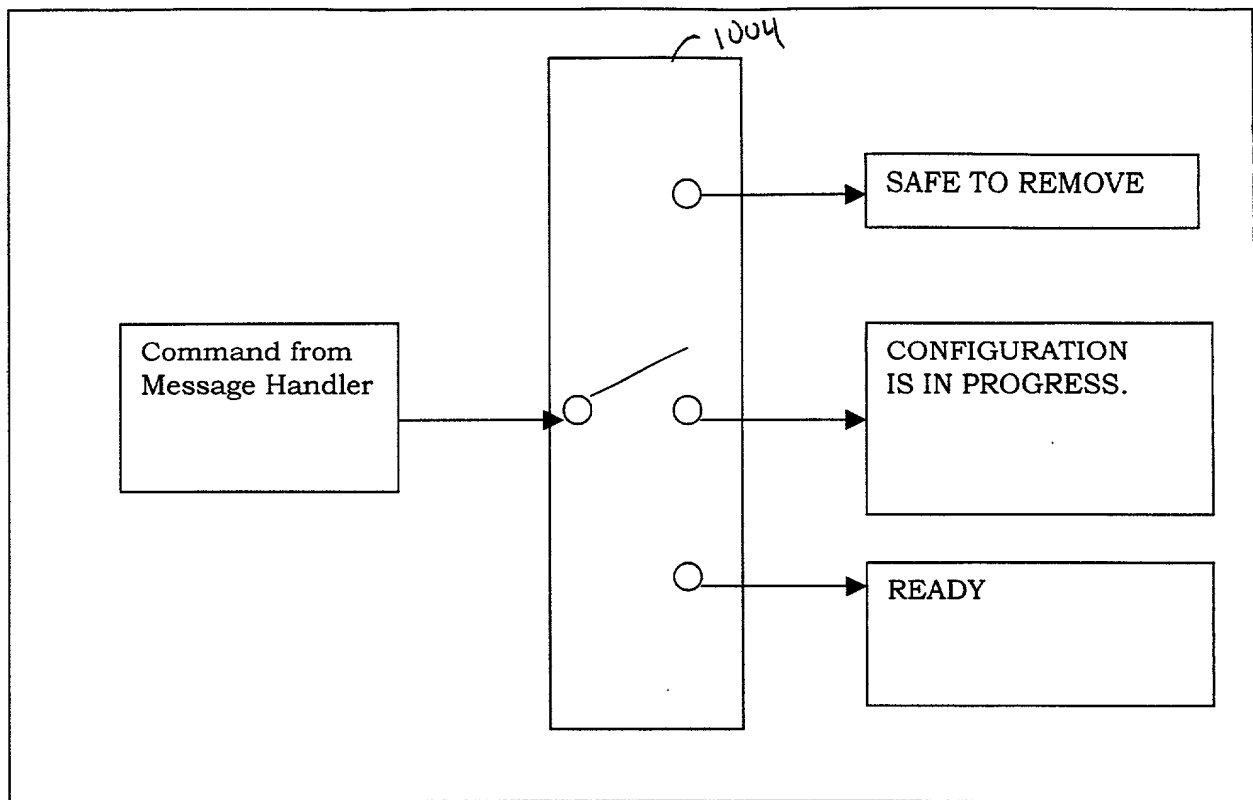 1004
SAFE TO REMOVE
Command from
Message Handler
CONFIGURATION
IS IN PROGRESS.
READY